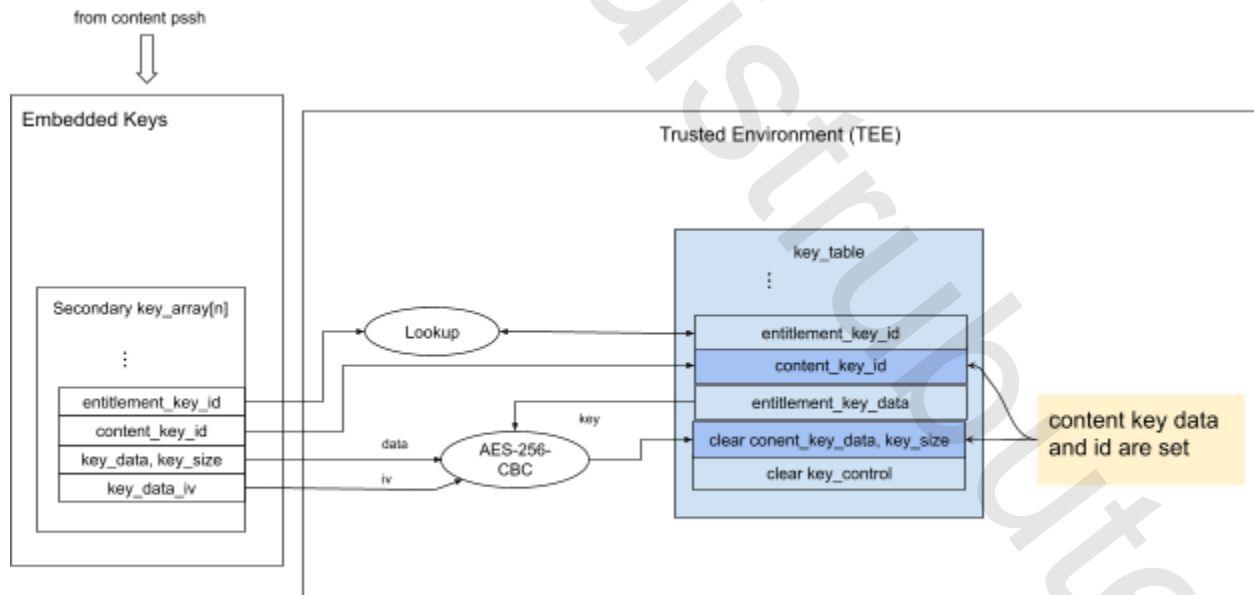 from content pssh
Embedded Keys
Trusted Environment (TEE)
key_table
⋮
Secondary key_array[n]
⋮
Lookup
entitlement_key_id
content_key_id
entitlement_key_data
clear conent_key_data, key_size
clear key_control
entitlement_key_id
content_key_id
key_data, key_size
key_data_iv
key
data
iv
AES-256-
CBC
content key data
and id are set
distribute